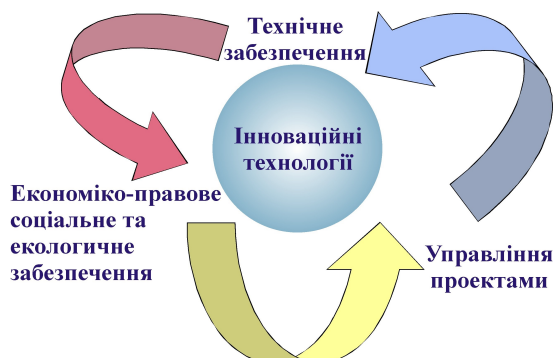 Технічне
забезпечення
Інноваційні
технології
Економіко-правове
соціальне та
екологичне
забезпечення
Управління
проектами